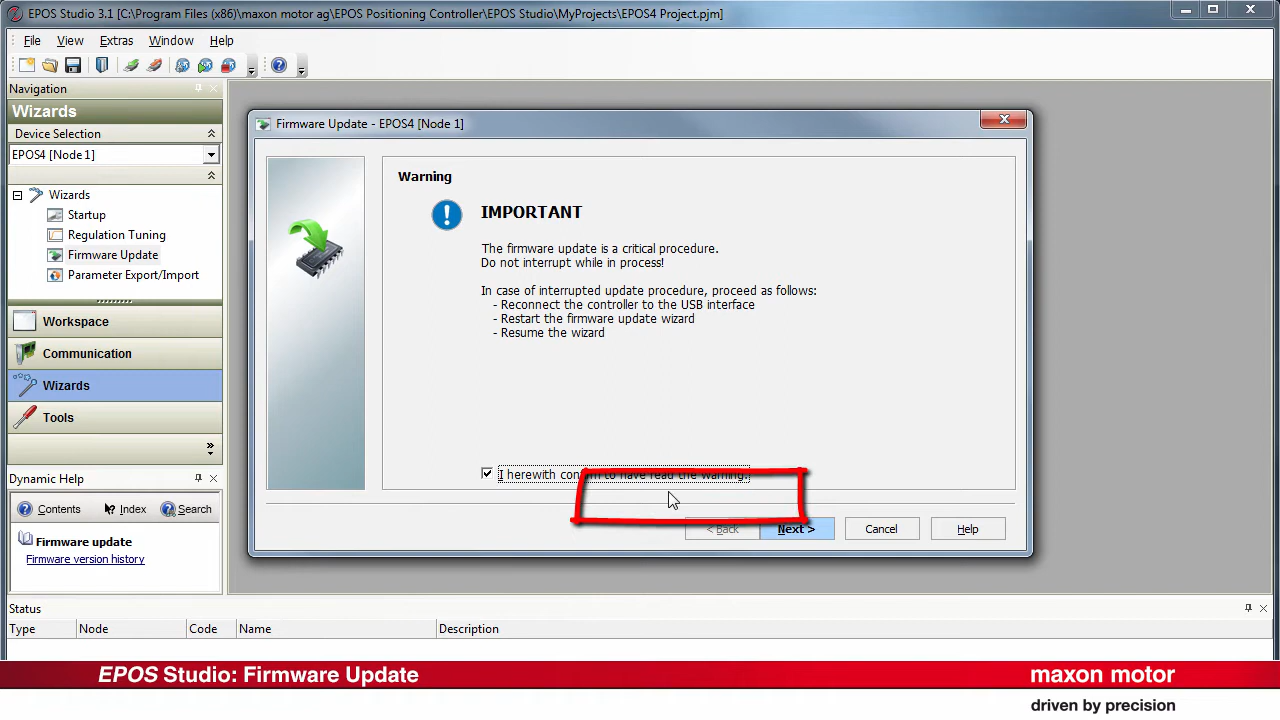 EPOS Studio 3.1 [C:\Program Files (x86)\maxon motor ag\EPOS Positioning Controller\EPOS Studio\MyProjects\EPOS4 Project.pjm]
File View Extras Window Help
Navigation
Wizards
Device Selection
EPOS4 [Node 1]
Wizards
Startup
Regulation Tuning
Firmware Update
Parameter Export/Import
Workspace
Communication
Wizards
Tools
Dynamic Help
Contents Index Search
Firmware update
Firmware version history
Firmware Update - EPOS4 [Node 1]
Warning
IMPORTANT
The firmware update is a critical procedure.
Do not interrupt while in process!
In case of interrupted update procedure, proceed as follows:
- Reconnect the controller to the USB interface
- Restart the firmware update wizard
- Resume the wizard
I herewith confirm to have read the warning.
< Back Next > Cancel Help
Status
Type Node Code Name Description
EPOS Studio: Firmware Update
maxon motor
driven by precision